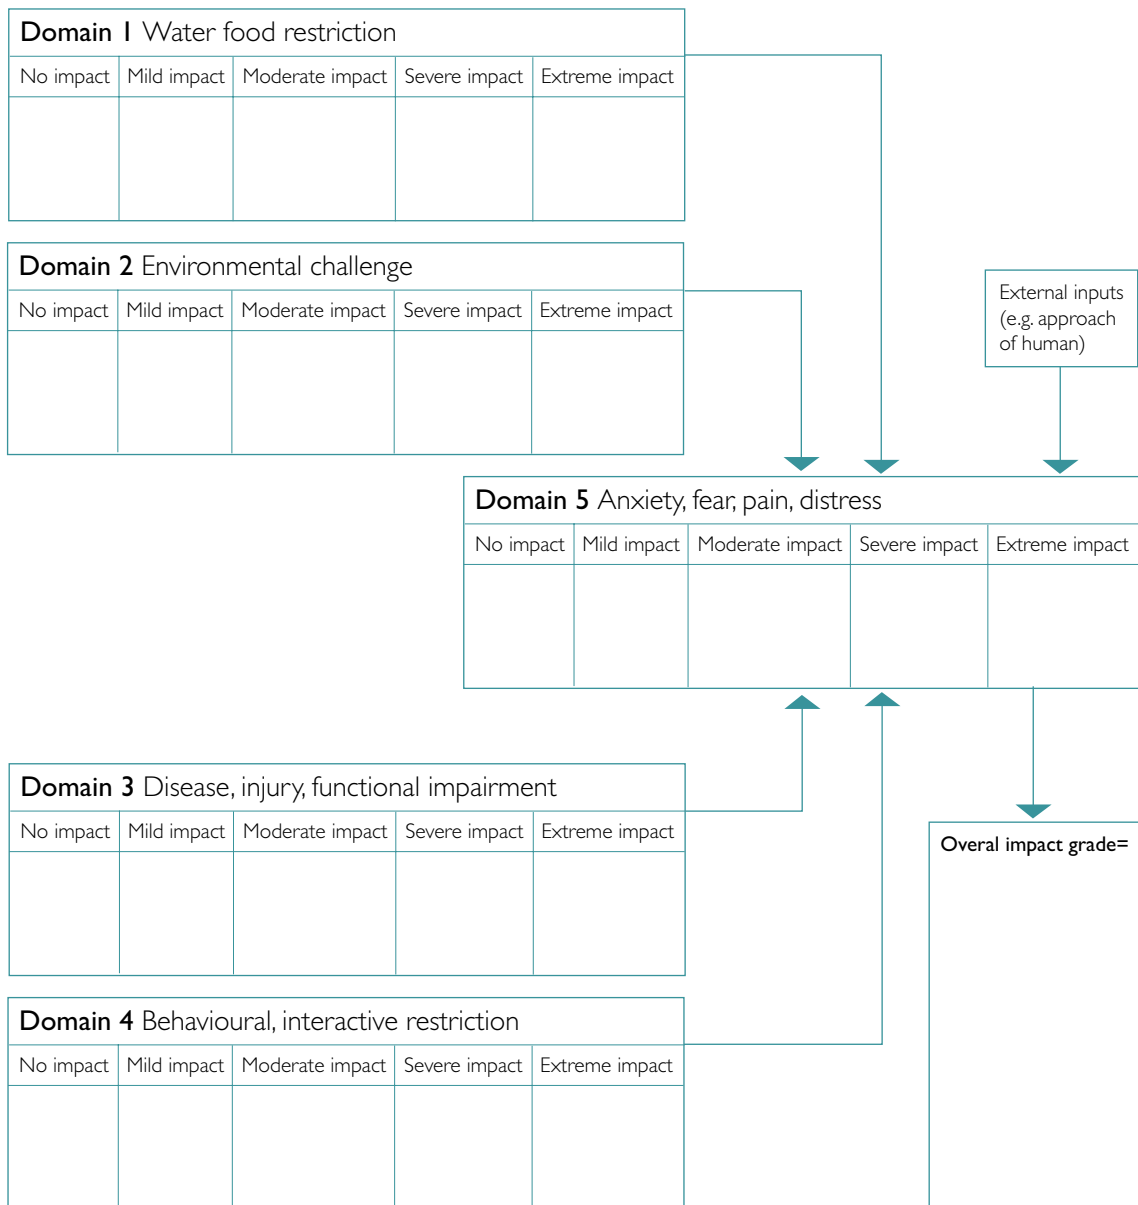 Domain 1 Water food restriction
No impact Mild impact Moderate impact Severe impact Extreme impact
Domain 2 Environmental challenge
No impact Mild impact Moderate impact Severe impact Extreme impact
External inputs
(e.g. approach
of human)
Domain 5 Anxiety, fear, pain, distress
No impact Mild impact Moderate impact Severe impact Extreme impact
Domain 3 Disease, injury, functional impairment
No impact Mild impact Moderate impact Severe impact Extreme impact
Overal impact grade=
Domain 4 Behavioural, interactive restriction
No impact Mild impact Moderate impact Severe impact Extreme impact